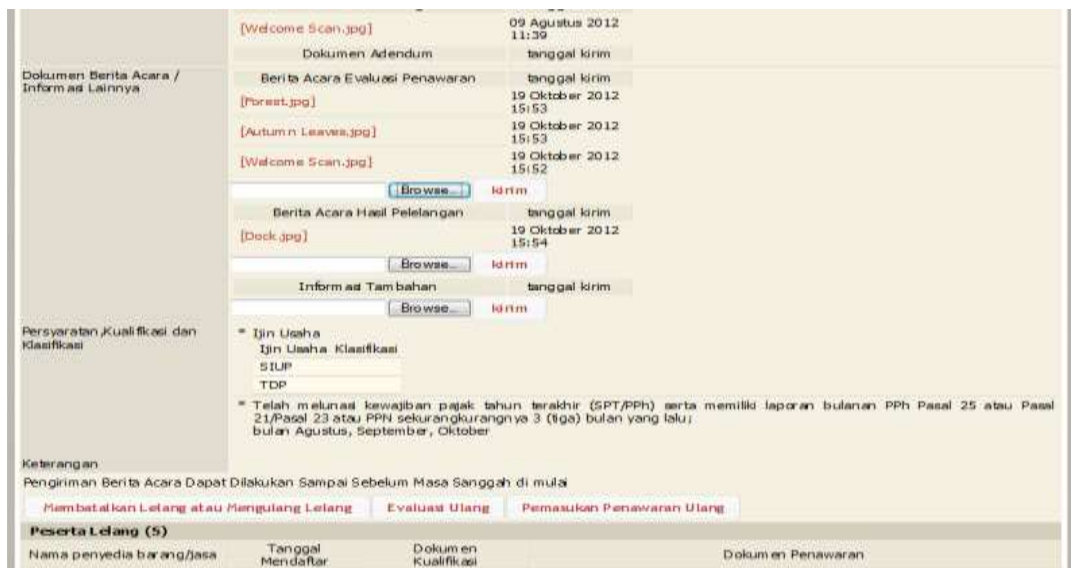 [Welcome Scan.jpg] 09 Agustus 2012 11:39
Dokumen Adendum tanggal kirim
Dokumen Berita Acara / Informasi Lainnya
Berita Acara Evaluasi Penawaran tanggal kirim
[Forest.jpg] 19 Oktober 2012 15:53
[Autumn Leaves.jpg] 19 Oktober 2012 15:53
[Welcome Scan.jpg] 19 Oktober 2012 15:52
Browse... kirim
Berita Acara Hasil Pelelangan tanggal kirim
[Dock.jpg] 19 Oktober 2012 15:54
Browse... kirim
Informasi Tambahan tanggal kirim
Browse... kirim
Persyaratan,Kualifikasi dan Klasifikasi
* Ijin Usaha
Ijin Usaha Klasifikasi
SIUP
TDP
* Telah melunasi kewajiban pajak tahun terakhir (SPT/PPh) serta memiliki laporan bulanan PPh Pasal 25 atau Pasal
21/Pasal 23 atau PPN sekurangkurangnya 3 (tiga) bulan yang lalu;
bulan Agustus, September, Oktober
Keterangan
Pengiriman Berita Acara Dapat Dilakukan Sampai Sebelum Masa Sanggah di mulai
Membatalkan Lelang atau Mengulang Lelang Evaluasi Ulang Pemasukan Penawaran Ulang
Peserta Lelang (5)
Nama penyedia barang/jasa Tanggal Mendaftar Dokumen Kualifikasi Dokumen Penawaran